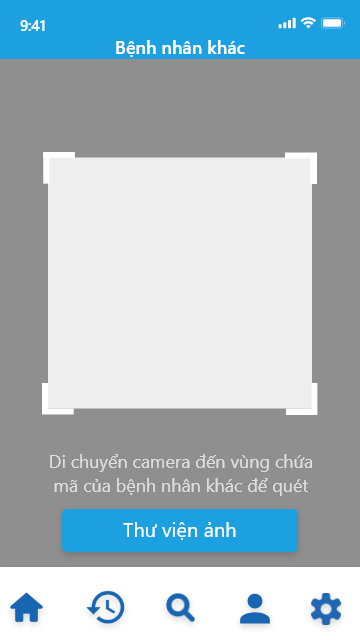 9:41
Bệnh nhân khác
Di chuyển camera đến vùng chứa
mã của bệnh nhân khác để quét
Thư viện ảnh